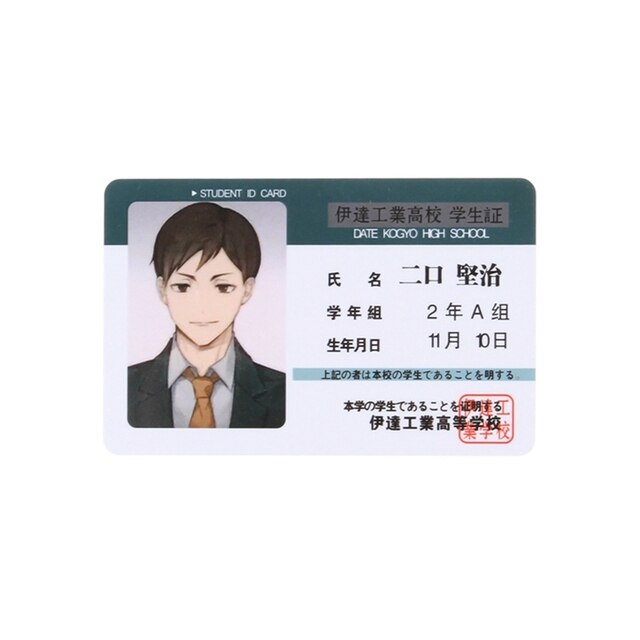 ▶ STUDENT ID CARD
伊達工業高校 学生証
DATE KOGYO HIGH SCHOOL
氏 名 二口 堅治
学年組 2年A組
生年月日 11月 10日
上記の者は本校の学生であることを明する。
本学の学生であることを証明する
伊達工業高等学校
伊達工
業学校